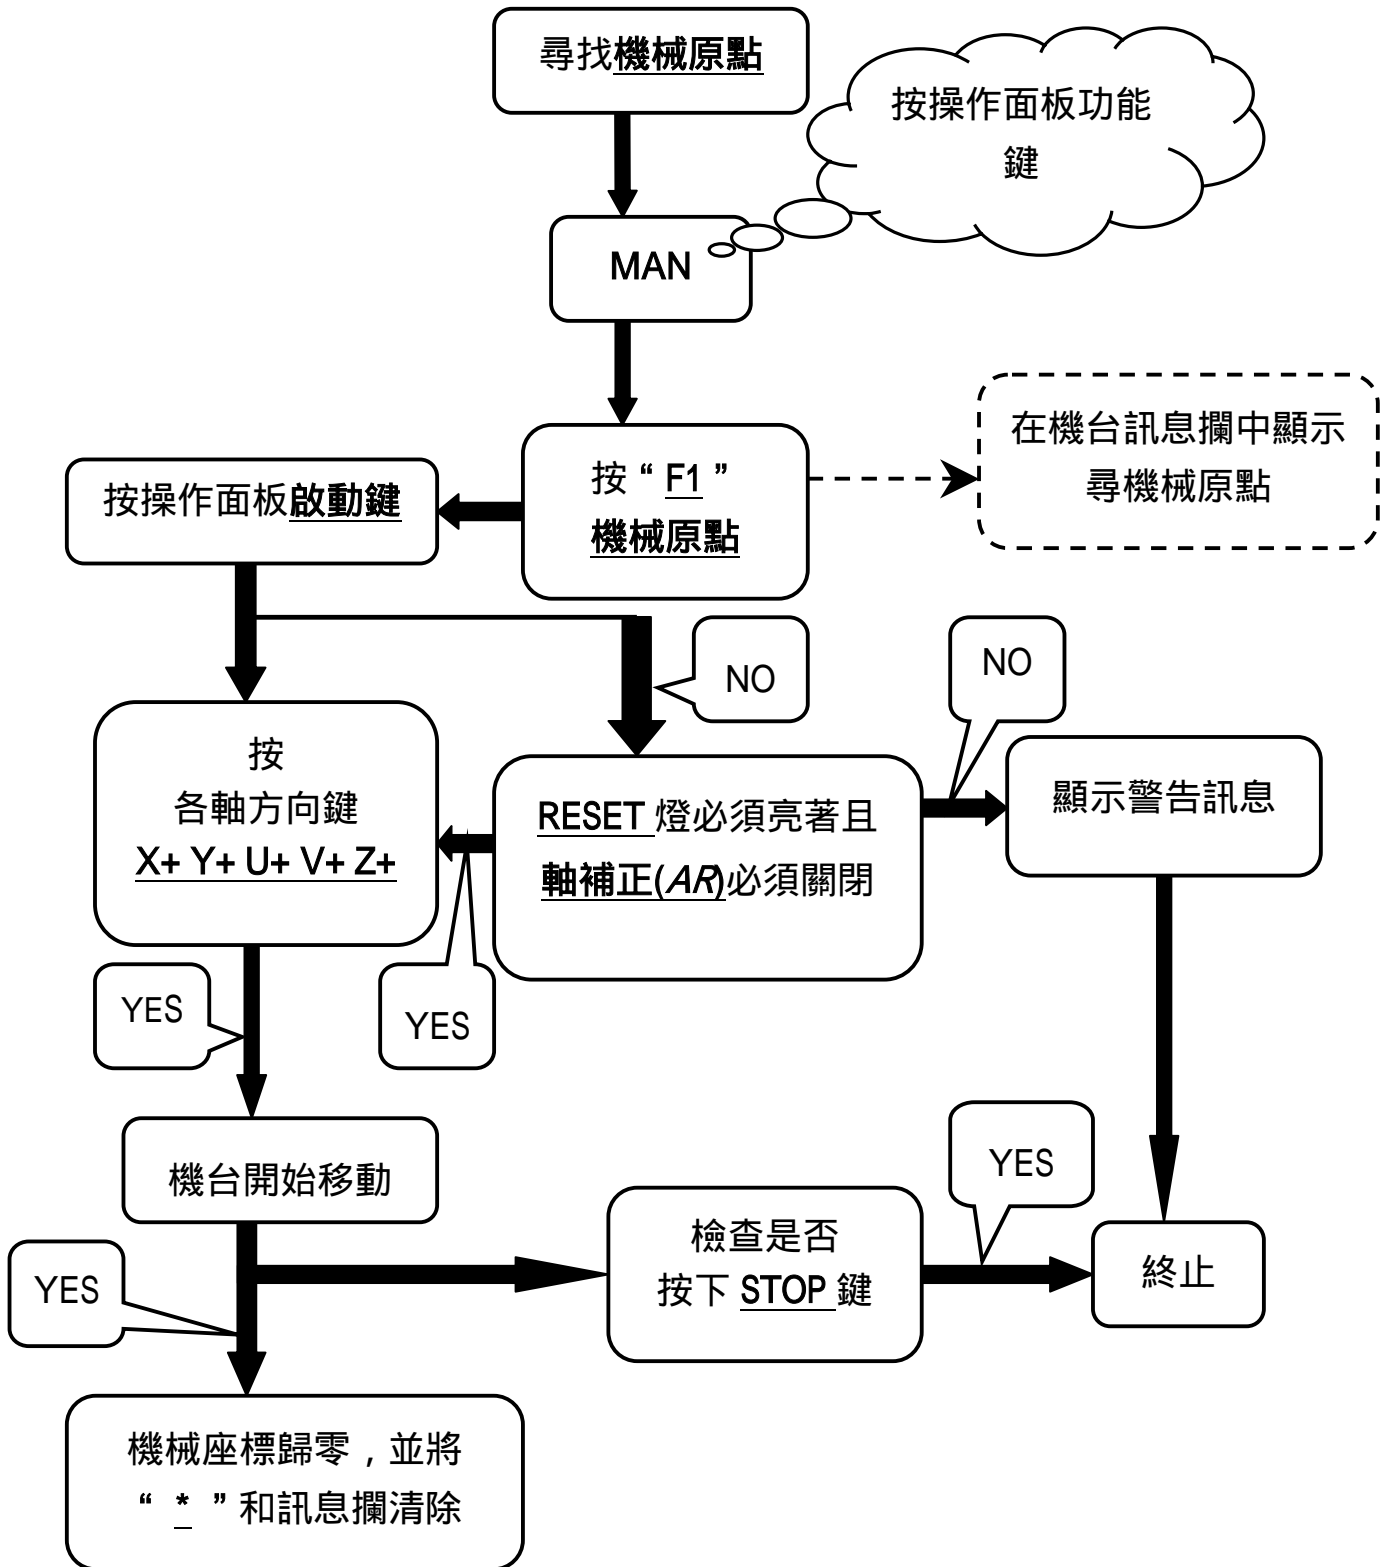 尋找機械原點
按操作面板功能
鍵
MAN
在機台訊息攔中顯示
尋機械原點
按“ F1 ”
機械原點
按操作面板啟動鍵
NO
NO
按
各軸方向鍵
X+ Y+ U+ V+ Z+
RESET 燈必須亮著且
軸補正(AR)必須關閉
顯示警告訊息
YES
YES
機台開始移動
YES
檢查是否
按下 STOP 鍵
終止
YES
機械座標歸零，並將
“ * ”和訊息攔清除